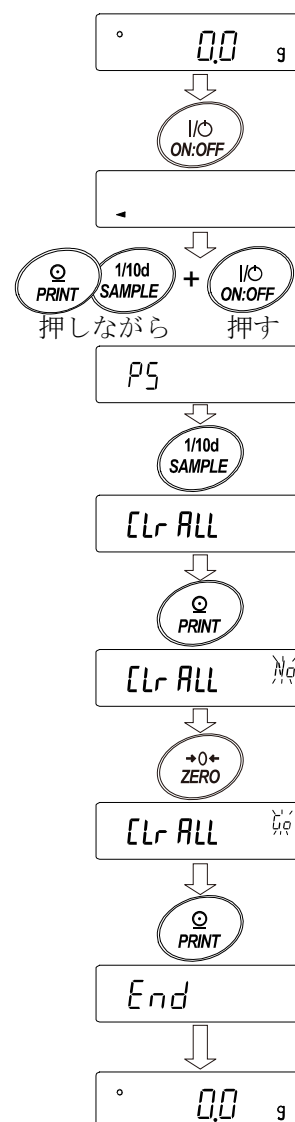 0.0 g
I/⏻
ON:OFF
PRINT
1/10d
SAMPLE
+
I/⏻
ON:OFF
押しながら 押す
PS
1/10d
SAMPLE
CLr ALL
PRINT
CLr ALL No
→0←
ZERO
CLr ALL Go
PRINT
End
0.0 g